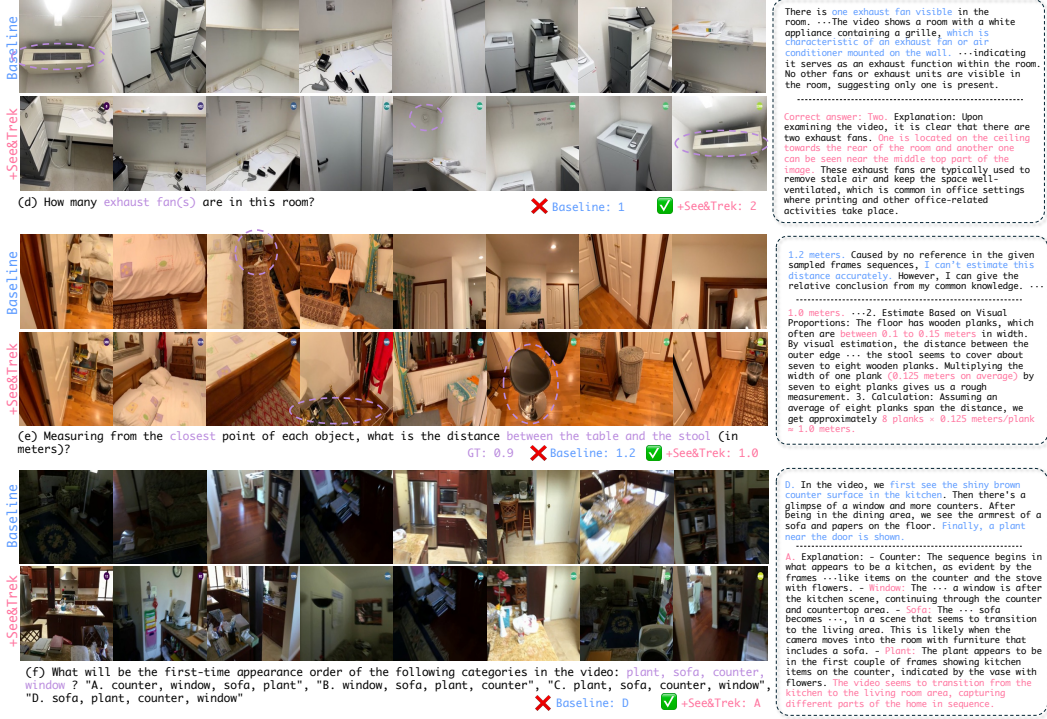 Baseline
+See&Trek
(d) How many exhaust fan(s) are in this room?
Baseline: 1
+See&Trek: 2
There is one exhaust fan visible in the
room. ···The video shows a room with a white
appliance containing a grille, which is
characteristic of an exhaust fan or air
conditioner mounted on the wall. ···indicating
it serves as an exhaust function within the room.
No other fans or exhaust units are visible in
the room, suggesting only one is present.
Correct answer: Two. Explanation: Upon
examining the video, it is clear that there are
two exhaust fans. One is located on the ceiling
towards the rear of the room and another one
can be seen near the middle top part of the
image. These exhaust fans are typically used to
remove stale air and keep the space well-
ventilated, which is common in office settings
where printing and other office-related
activities take place.
Baseline
+See&Trek
(e) Measuring from the closest point of each object, what is the distance between the table and the stool (in
meters)?
GT: 0.9
Baseline: 1.2
+See&Trek: 1.0
1.2 meters. Caused by no reference in the given
sampled frames sequences, I can't estimate this
distance accurately. However, I can give the
relative conclusion from my common knowledge. ···
1.0 meters. ···2. Estimate Based on Visual
Proportions: The floor has wooden planks, which
often are between 0.1 to 0.15 meters in width.
By visual estimation, the distance between the
outer edge ··· the stool seems to cover about
seven to eight wooden planks. Multiplying the
width of one plank (0.125 meters on average) by
seven to eight planks gives us a rough
measurement. 3. Calculation: Assuming an
average of eight planks span the distance, we
get approximately 8 planks × 0.125 meters/plank
= 1.0 meters.
Baseline
+See&Trek
(f) What will be the first-time appearance order of the following categories in the video: plant, sofa, counter,
window ? "A. counter, window, sofa, plant", "B. window, sofa, plant, counter", "C. plant, sofa, counter, window",
"D. sofa, plant, counter, window"
Baseline: D
+See&Trek: A
D. In the video, we first see the shiny brown
counter surface in the kitchen. Then there's a
glimpse of a window and more counters. After
being in the dining area, we see the armrest of a
sofa and papers on the floor. Finally, a plant
near the door is shown.
A. Explanation: - Counter: The sequence begins in
what appears to be a kitchen, as evident by the
frames ···like items on the counter and the stove
with flowers. - Window: The ··· a window is after
the kitchen scene, continuing through the counter
and countertop area. - Sofa: The ··· sofa
becomes ···, in a scene that seems to transition
to the living area. This is likely when the
camera moves into the room with furniture that
includes a sofa. - Plant: The plant appears to be
in the first couple of frames showing kitchen
items on the counter, indicated by the vase with
flowers. The video seems to transition from the
kitchen to the living room area, capturing
different parts of the home in sequence.